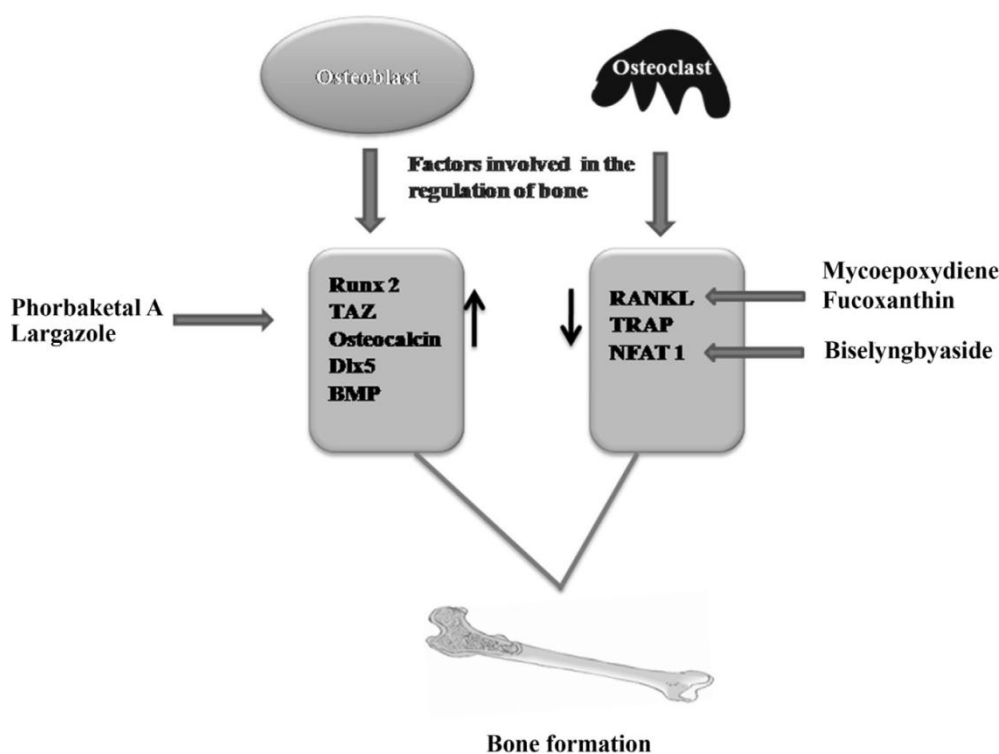 Osteoblast
Osteoclast
Factors involved in the
regulation of bone
Phorbaketal A
Largazole
Runx 2
TAZ
Osteocalcin
Dlx5
BMP
RANKL
TRAP
NFAT 1
Mycoepoxydiene
Fucoxanthin
Biselyngbyaside
Bone formation